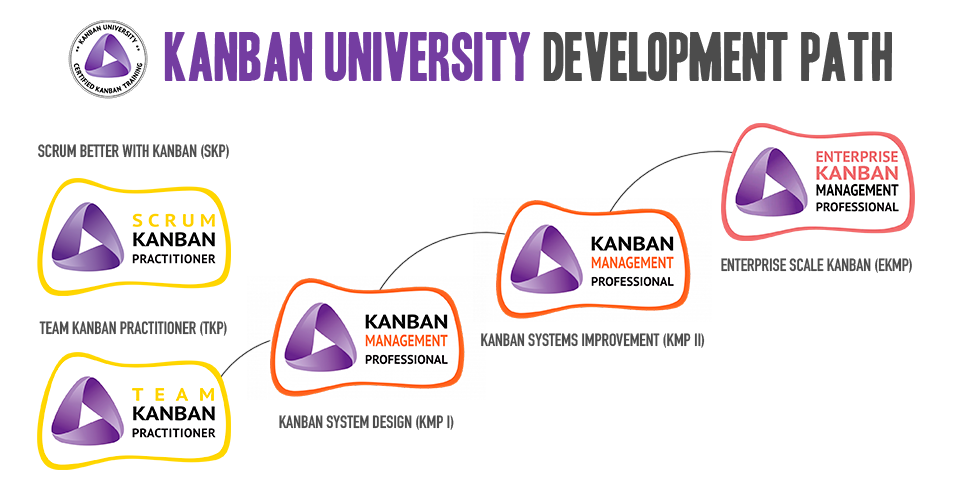 KANBAN UNIVERSITY
CERTIFIED KANBAN TRAINING
KANBAN UNIVERSITY DEVELOPMENT PATH
SCRUM BETTER WITH KANBAN (SKP)
SCRUM
KANBAN
PRACTITIONER
TEAM KANBAN PRACTITIONER (TKP)
TEAM
KANBAN
PRACTITIONER
KANBAN
MANAGEMENT
PROFESSIONAL
KANBAN SYSTEM DESIGN (KMP I)
KANBAN
MANAGEMENT
PROFESSIONAL
KANBAN SYSTEMS IMPROVEMENT (KMP II)
ENTERPRISE
KANBAN
MANAGEMENT
PROFESSIONAL
ENTERPRISE SCALE KANBAN (EKMP)